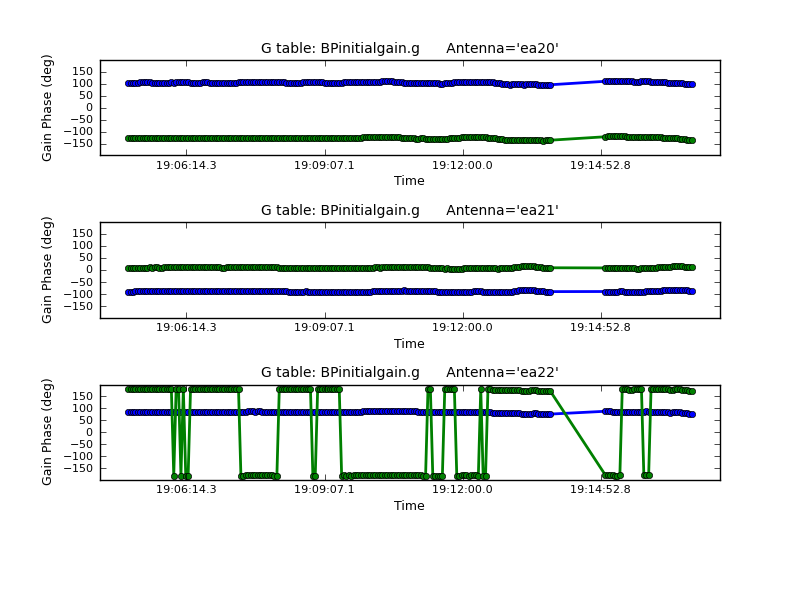 G table: BPinitialgain.g Antenna='ea20'
Gain Phase (deg)
150
100
50
0
−50
−100
−150
19:06:14.3 19:09:07.1 19:12:00.0 19:14:52.8
Time
G table: BPinitialgain.g Antenna='ea21'
Gain Phase (deg)
150
100
50
0
−50
−100
−150
19:06:14.3 19:09:07.1 19:12:00.0 19:14:52.8
Time
G table: BPinitialgain.g Antenna='ea22'
Gain Phase (deg)
150
100
50
0
−50
−100
−150
19:06:14.3 19:09:07.1 19:12:00.0 19:14:52.8
Time